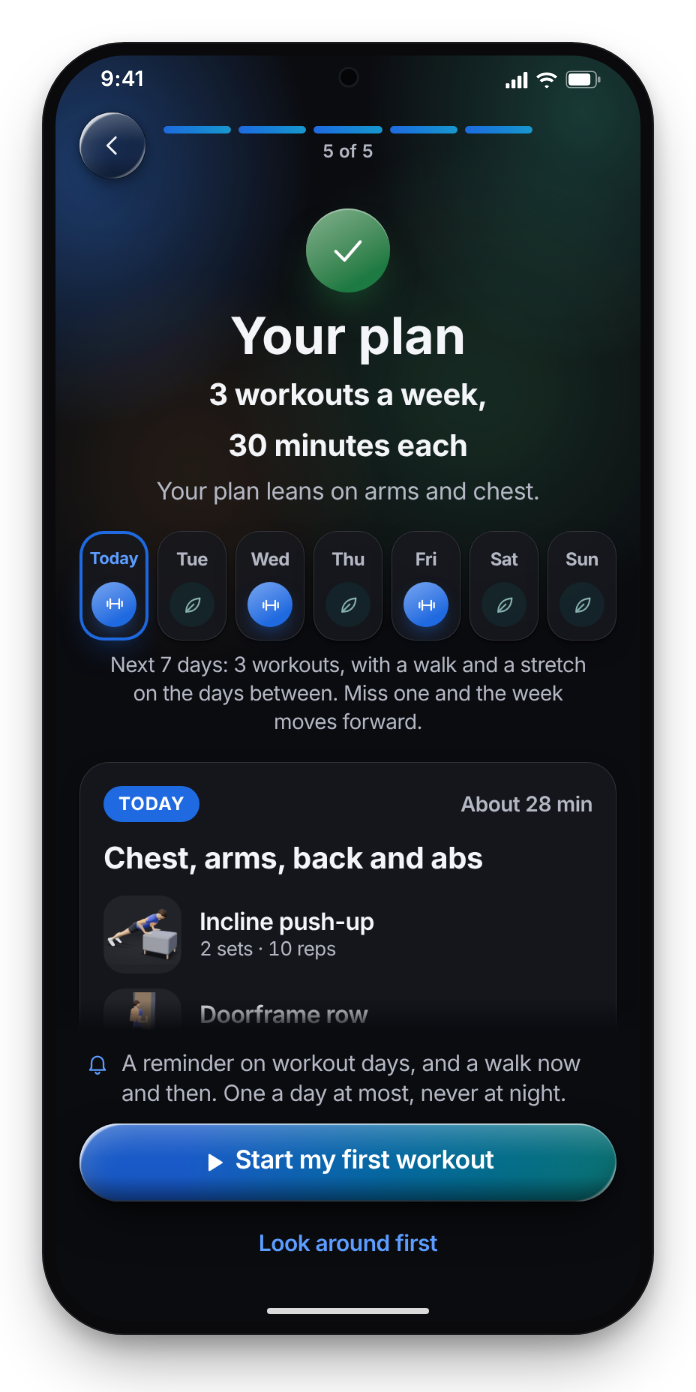 9:41
5 of 5
Your plan
3 workouts a week,
30 minutes each
Your plan leans on arms and chest.
Today Tue Wed Thu Fri Sat Sun
Next 7 days: 3 workouts, with a walk and a stretch
on the days between. Miss one and the week
moves forward.
TODAY About 28 min
Chest, arms, back and abs
Incline push-up
2 sets · 10 reps
Doorframe row
A reminder on workout days, and a walk now
and then. One a day at most, never at night.
Start my first workout
Look around first